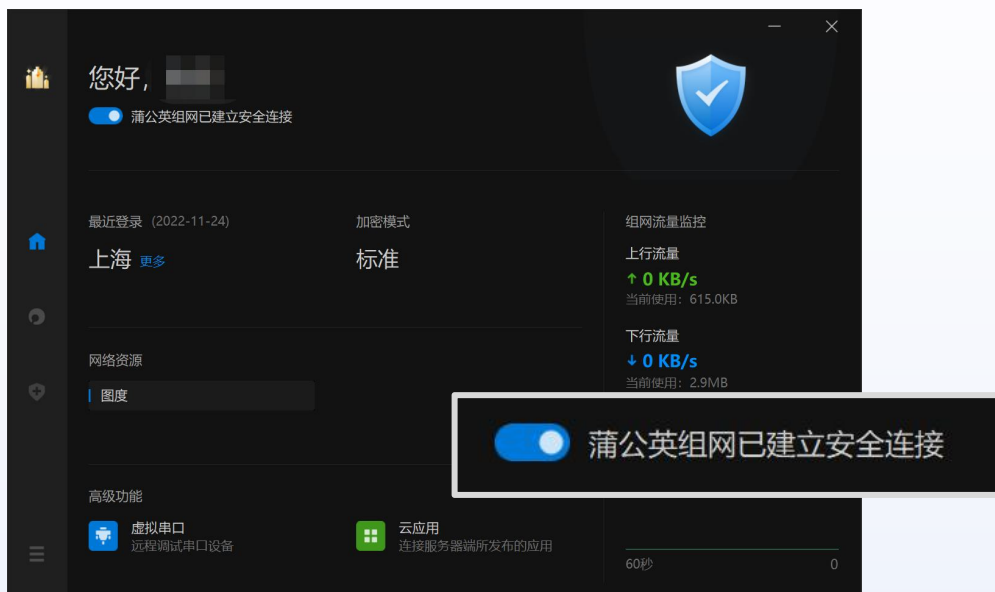 您好,
蒲公英组网已建立安全连接
最近登录 (2022-11-24)
上海 更多
加密模式
标准
组网流量监控
上行流量
↑ 0 KB/s
当前使用: 615.0KB
下行流量
↓ 0 KB/s
当前使用: 2.9MB
网络资源
图度
蒲公英组网已建立安全连接
高级功能
虚拟串口
远程调试串口设备
云应用
连接服务器端所发布的应用
60秒 0